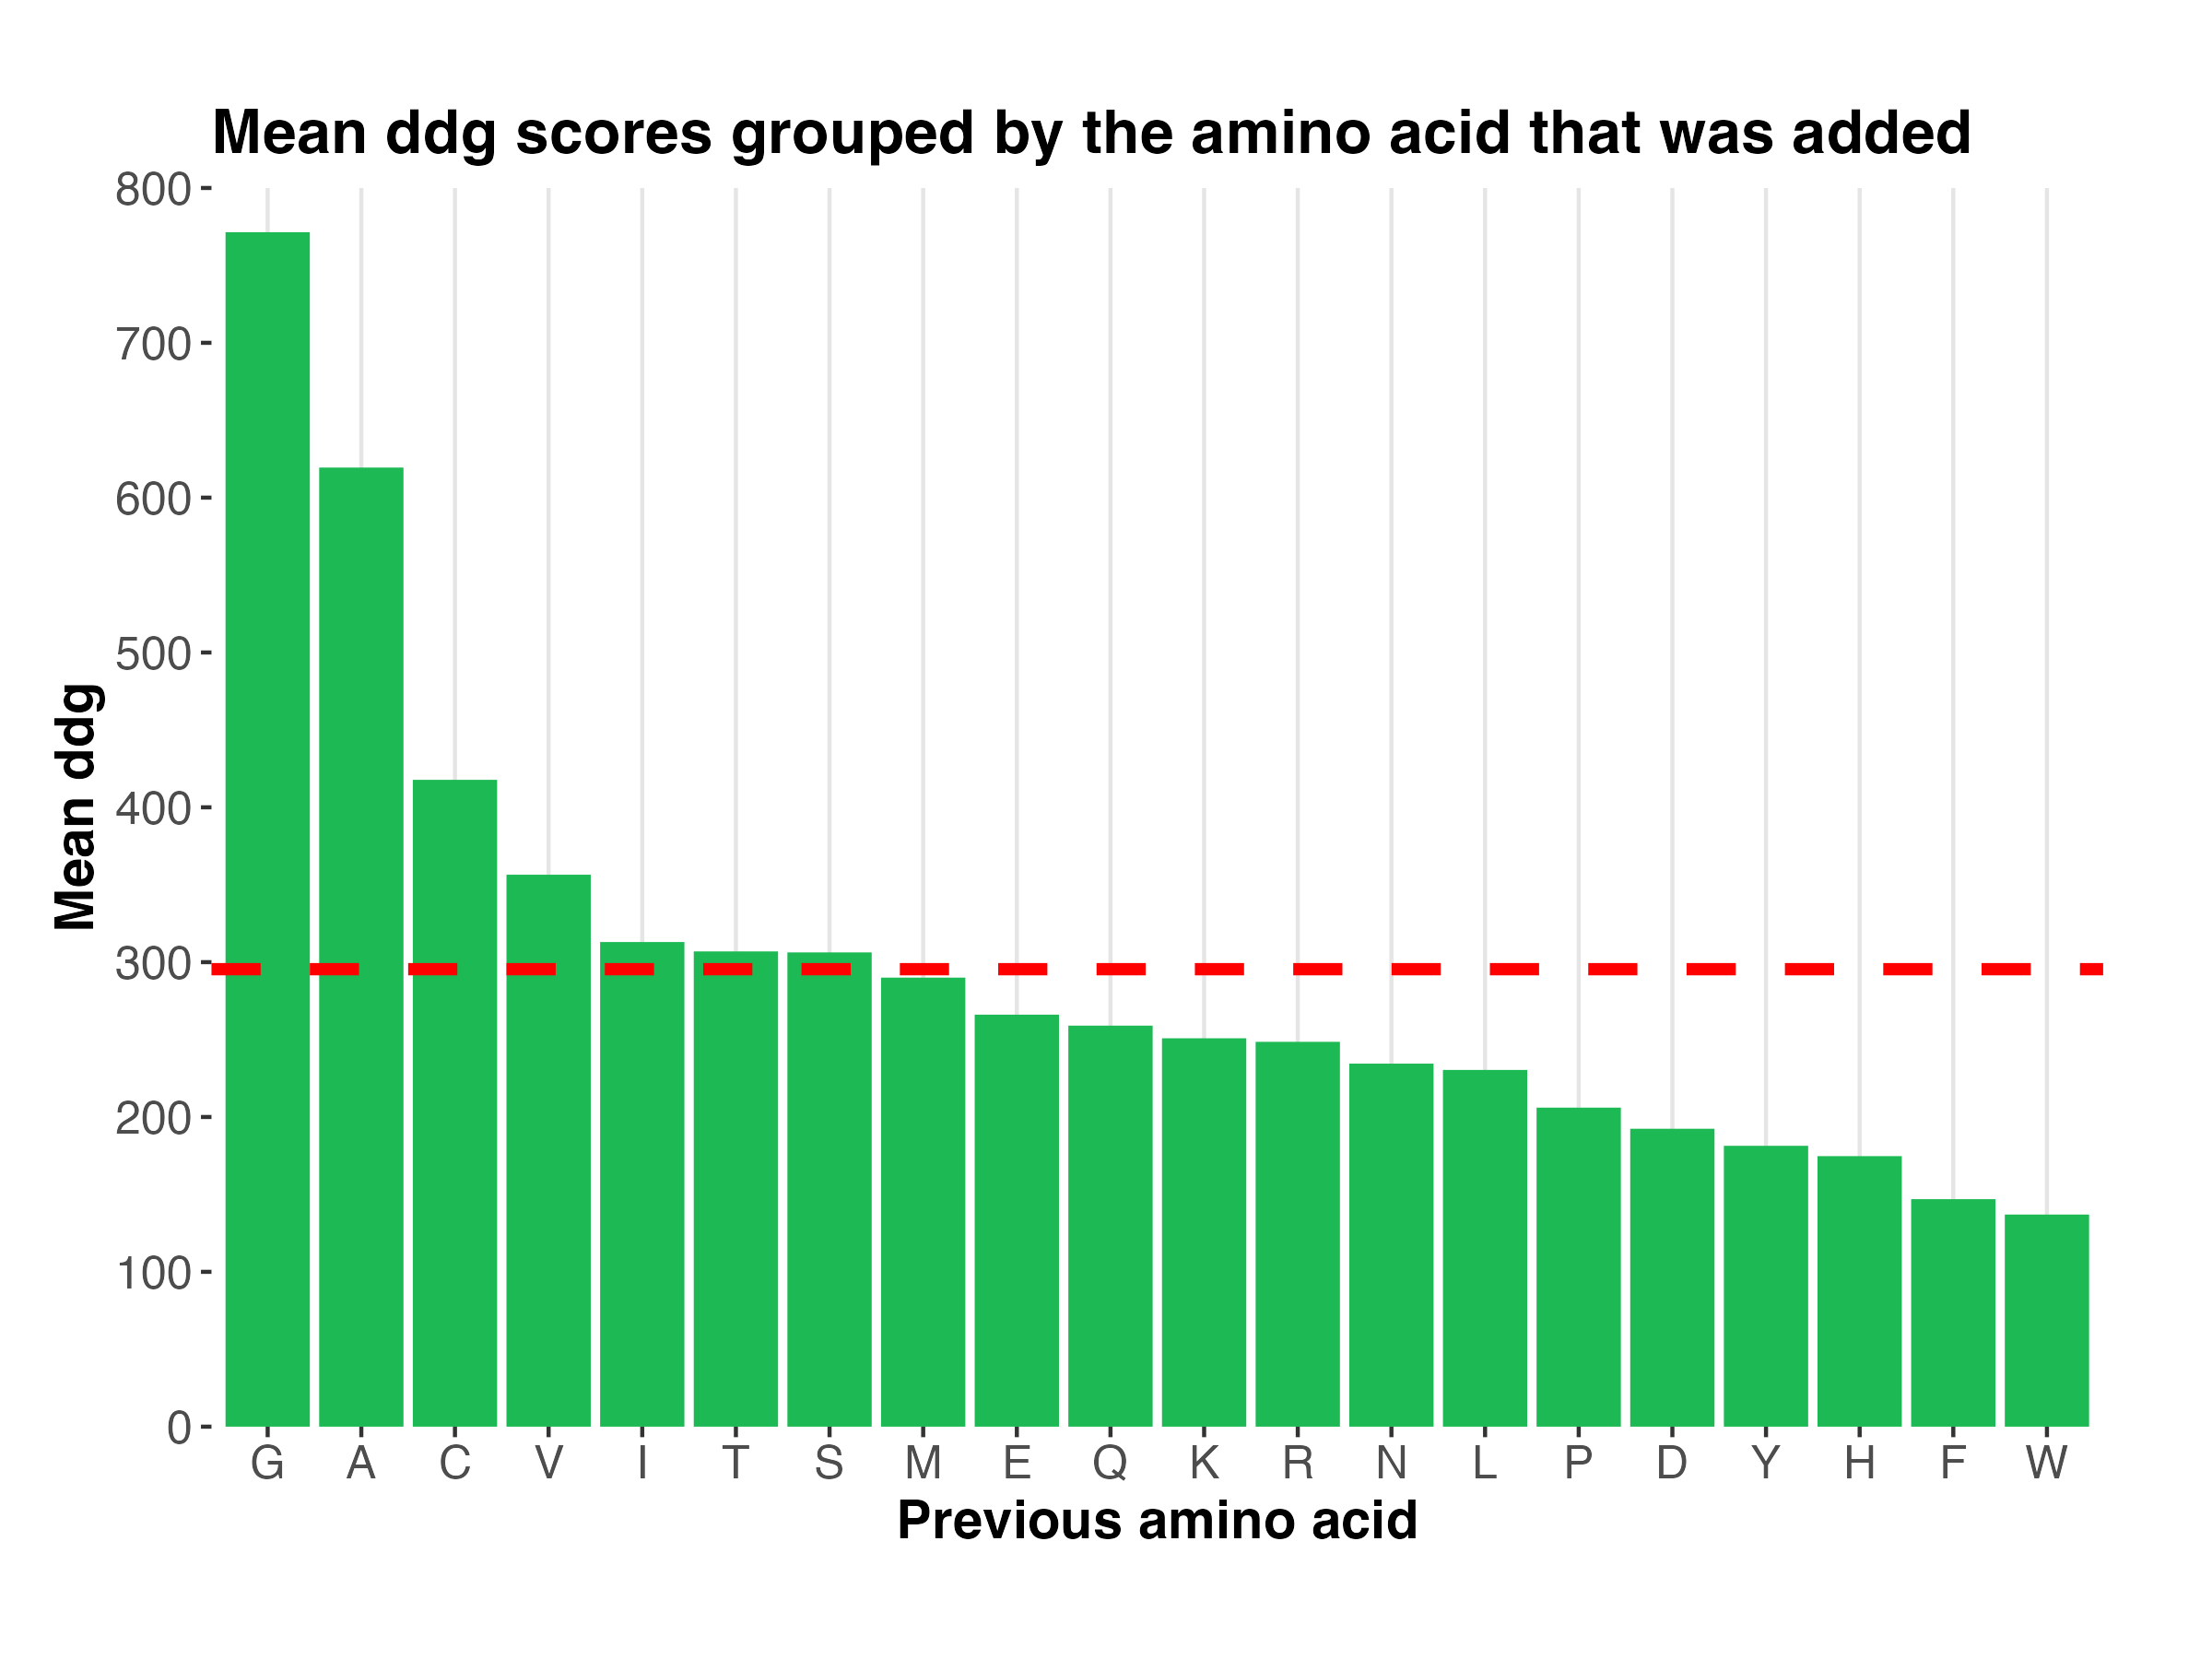 Mean ddg scores grouped by the amino acid that was added
800
700
600
500
400
300
200
100
0
Mean ddg
G A C V I T S M E Q K R N L P D Y H F W
Previous amino acid